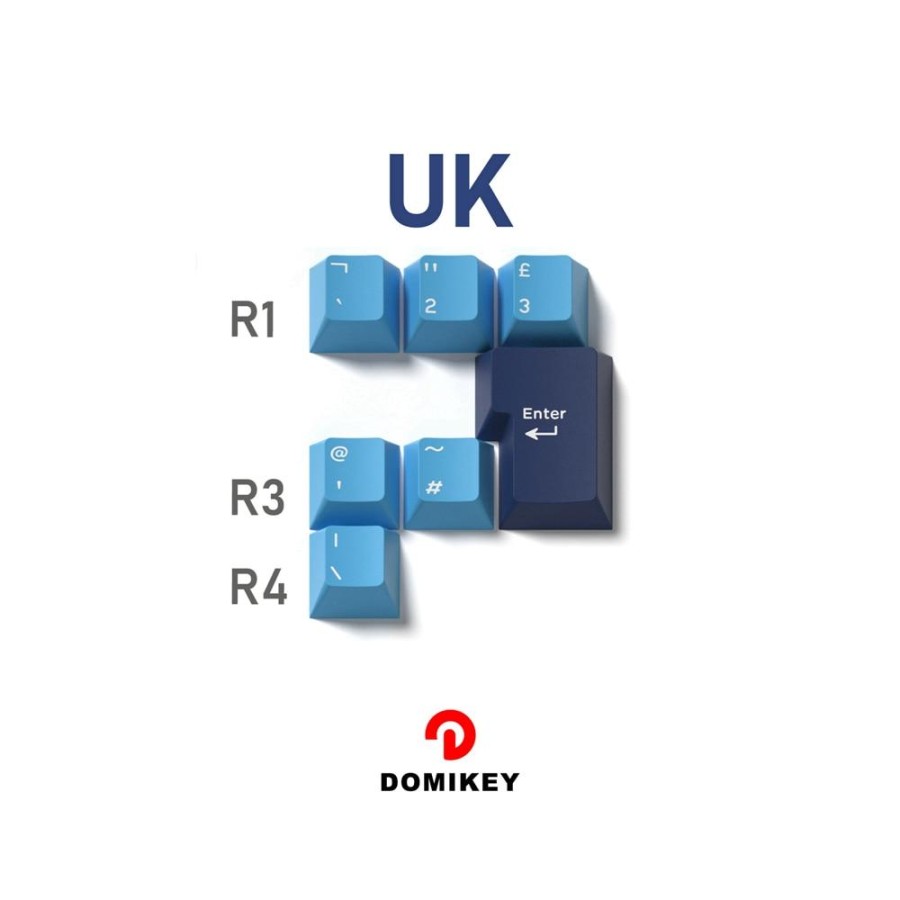 UK
R1
¬ " £
` 2 3
Enter
R3
@ ~
' #
R4
|
\
DOMIKEY